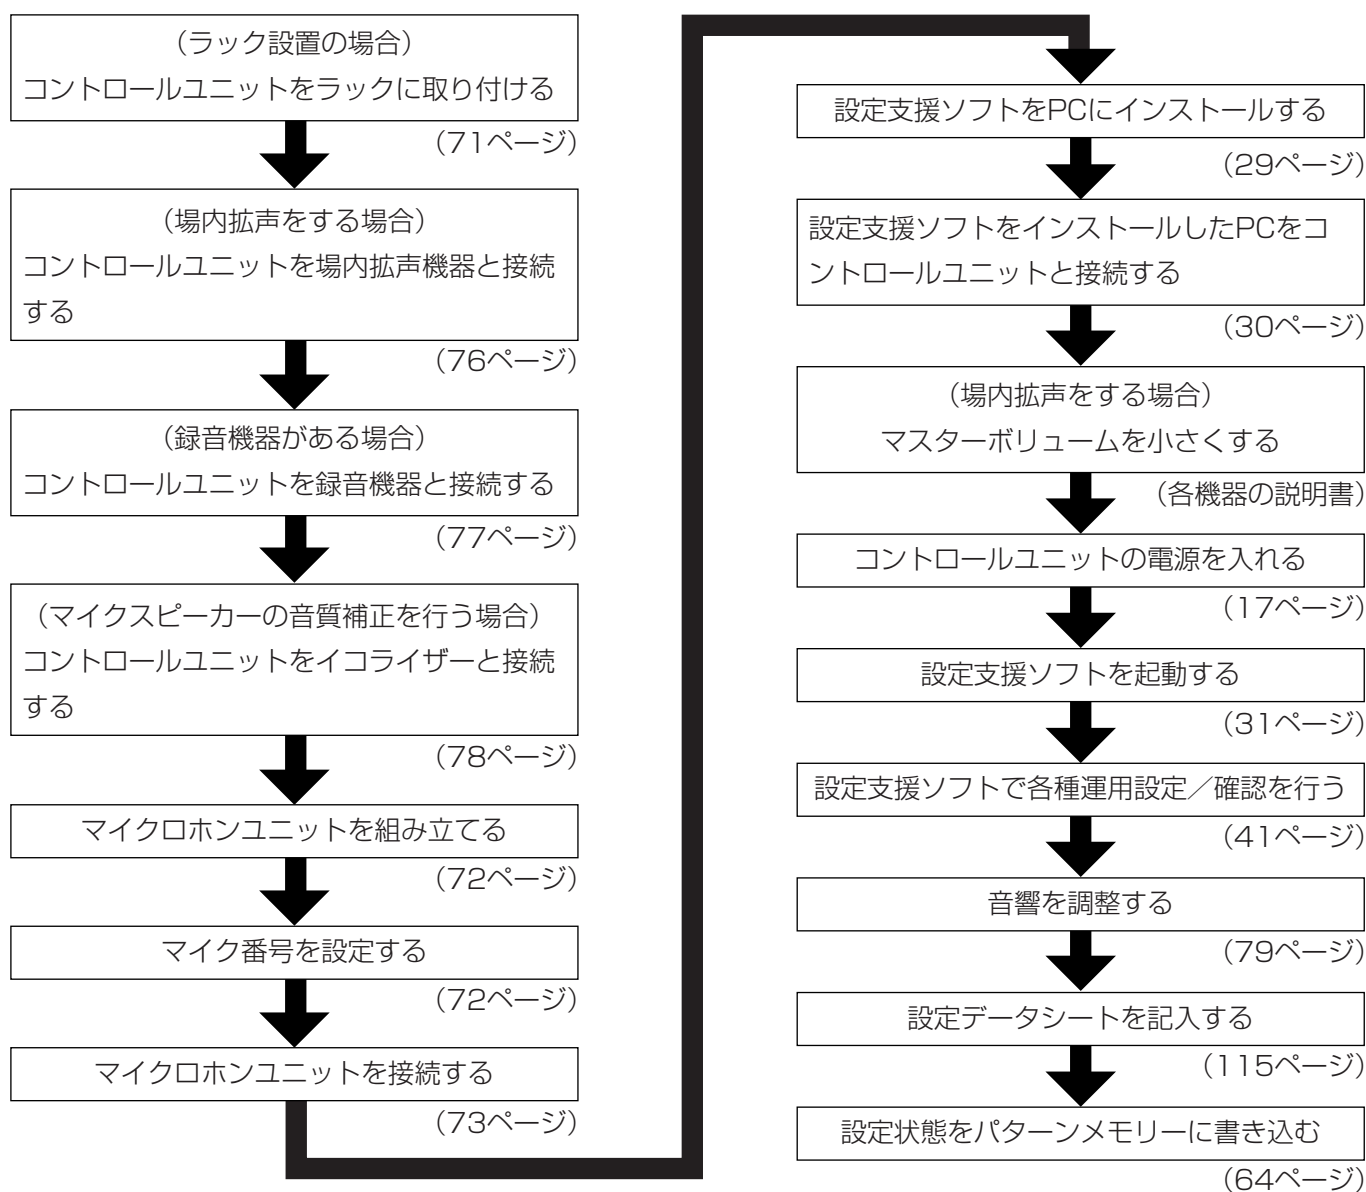 （ラック設置の場合）
コントロールユニットをラックに取り付ける
（71ページ）
（場内拡声をする場合）
コントロールユニットを場内拡声機器と接続
する
（76ページ）
（録音機器がある場合）
コントロールユニットを録音機器と接続する
（77ページ）
（マイクスピーカーの音質補正を行う場合）
コントロールユニットをイコライザーと接続
する
（78ページ）
マイクロホンユニットを組み立てる
（72ページ）
マイク番号を設定する
（72ページ）
マイクロホンユニットを接続する
（73ページ）
設定支援ソフトをPCにインストールする
（29ページ）
設定支援ソフトをインストールしたPCをコ
ントロールユニットと接続する
（30ページ）
（場内拡声をする場合）
マスターボリュームを小さくする
（各機器の説明書）
コントロールユニットの電源を入れる
（17ページ）
設定支援ソフトを起動する
（31ページ）
設定支援ソフトで各種運用設定／確認を行う
（41ページ）
音響を調整する
（79ページ）
設定データシートを記入する
（115ページ）
設定状態をパターンメモリーに書き込む
（64ページ）